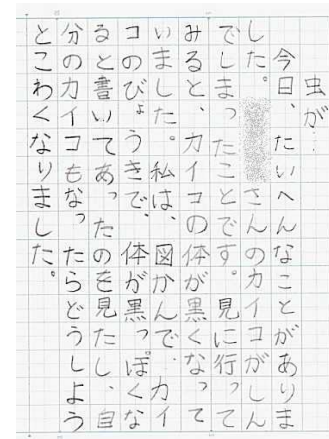 虫が…
今日、たいへんなことがありま
した。さんのカイコがしん
でしまったことです。見に行って
みると、カイコの体が黒くなって
いました。私は、図かんで、カイ
コのびょうきで、体が黒っぽくな
ると書いてあったのを見たし、自
分のカイコもなったらどうしよう
とこわくなりました。